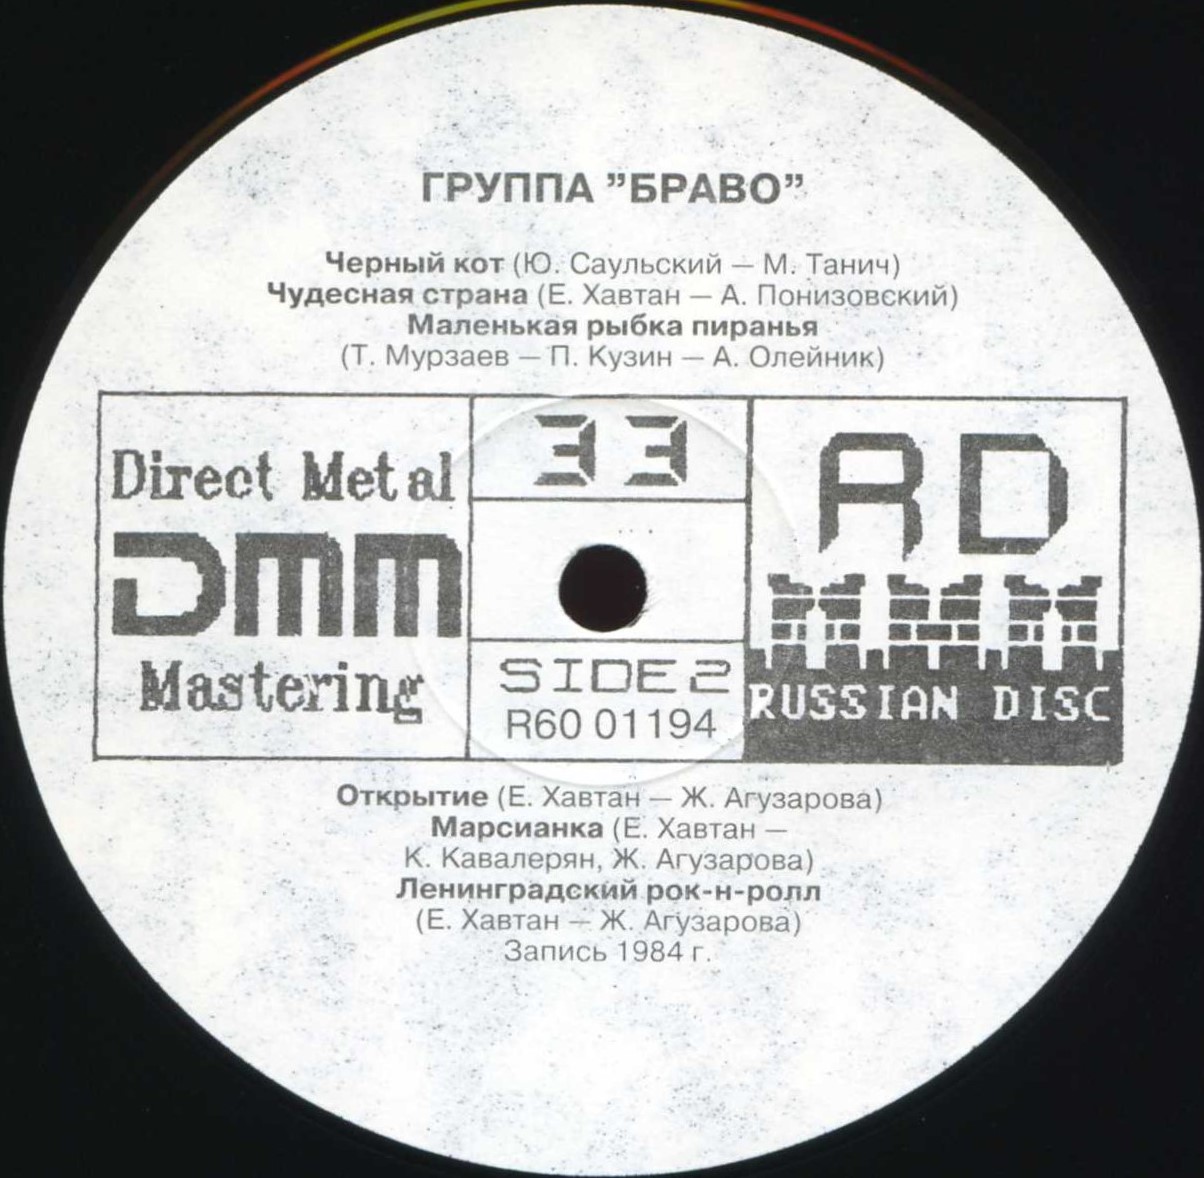 ГРУППА ”БРАВО”
Черный кот (Ю. Саульский — М. Танич)
Чудесная страна (Е. Хавтан — А. Понизовский)
Маленькая рыбка пиранья
(Т. Мурзаев — П. Кузин — А. Олейник)
Direct Metal
DMM
Mastering
33
SIDE 2
R60 01194
RD
RUSSIAN DISC
Открытие (Е. Хавтан — Ж. Агузарова)
Марсианка (Е. Хавтан —
К. Кавалерян, Ж. Агузарова)
Ленинградский рок-н-ролл
(Е. Хавтан — Ж. Агузарова)
Запись 1984 г.